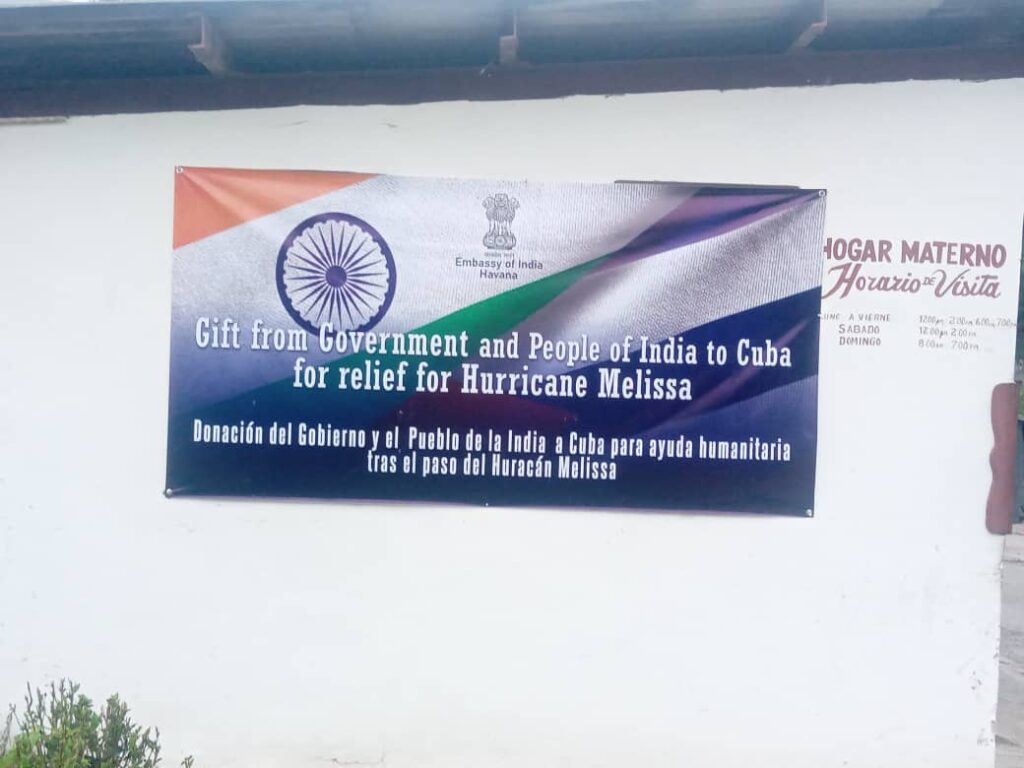 Embassy of India
Havana
Gift from Government and People of India to Cuba
for relief for Hurricane Melissa
Donación del Gobierno y el Pueblo de la India a Cuba para ayuda humanitaria
tras el paso del Huracán Melissa
HOGAR MATERNO
Horario DE Visita
A VIERNE
SABADO
DOMINGO